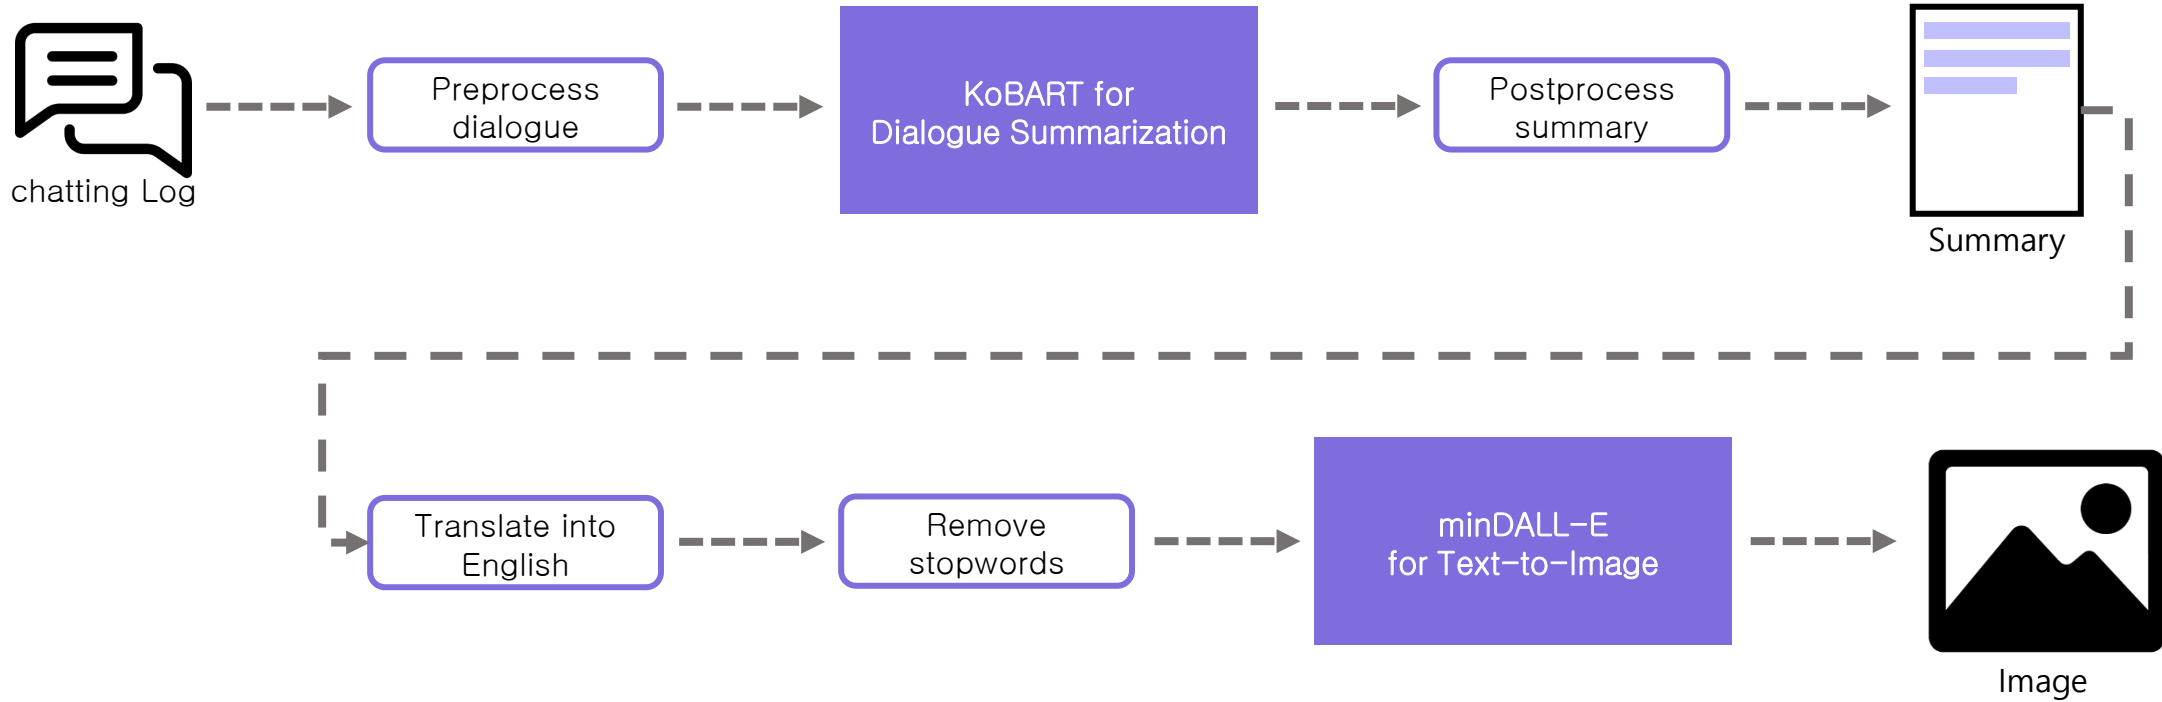 chatting Log
Preprocess
dialogue
KoBART for
Dialogue Summarization
Postprocess
summary
Summary
Translate into
English
Remove
stopwords
minDALL-E
for Text-to-Image
Image